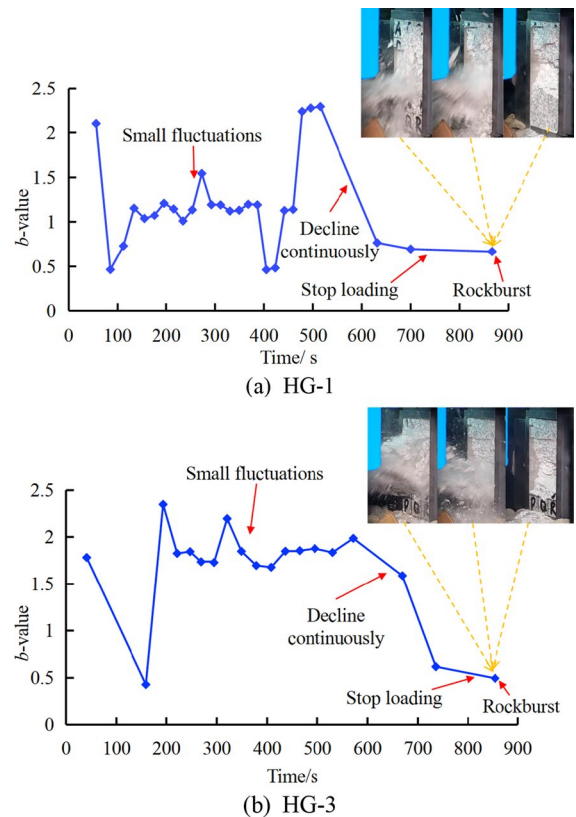 2.5
2
1.5
1
0.5
0
b-value
Small fluctuations
Decline
continuously
Stop loading
Rockburst
0 100 200 300 400 500 600 700 800 900
Time/ s
(a) HG-1
2.5
2
1.5
1
0.5
0
b-value
Small fluctuations
Decline
continuously
Stop loading
Rockburst
0 100 200 300 400 500 600 700 800 900
Time/s
(b) HG-3